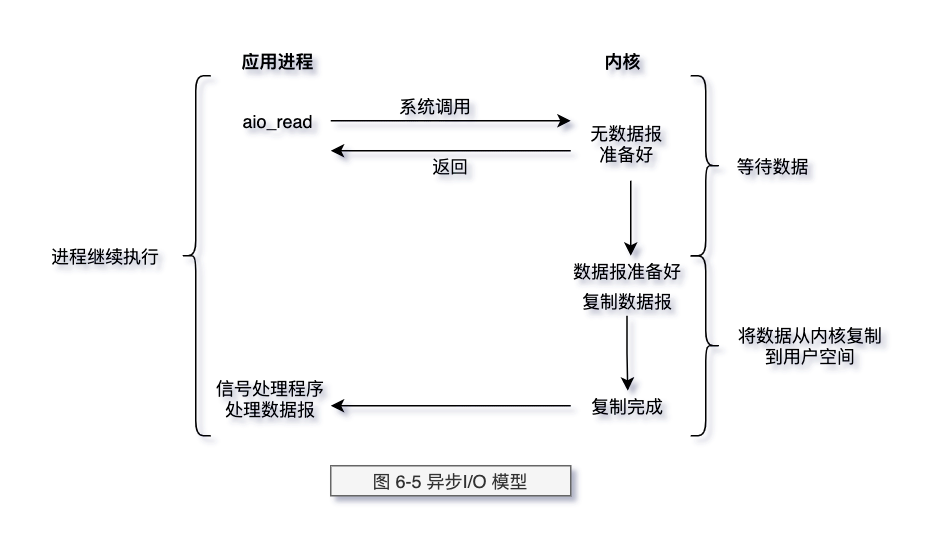 应用进程
内核
系统调用
aio_read
无数据报
准备好
返回
等待数据
进程继续执行
数据报准备好
复制数据报
将数据从内核复制
到用户空间
信号处理程序
处理数据报
复制完成
图 6-5 异步I/O 模型